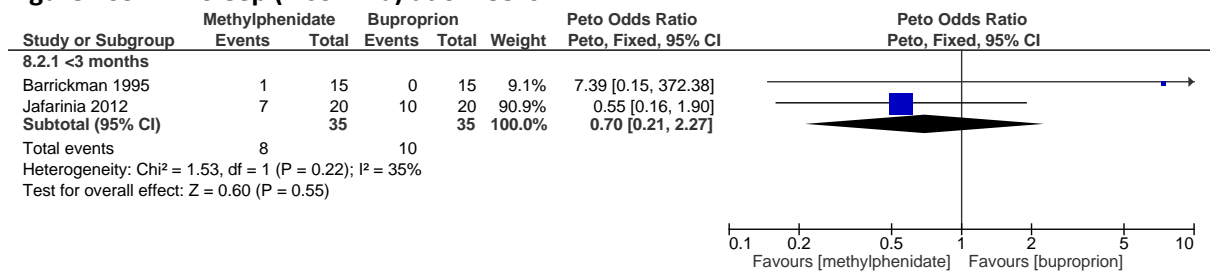 Methylphenidate Buproprion Peto Odds Ratio Peto Odds Ratio
Study or Subgroup Events Total Events Total Weight Peto, Fixed, 95% CI Peto, Fixed, 95% CI
8.2.1 <3 months
Barrickman 1995 1 15 0 15 9.1% 7.39 [0.15, 372.38]
Jafarinia 2012 7 20 10 20 90.9% 0.55 [0.16, 1.90]
Subtotal (95% CI) 35 35 100.0% 0.70 [0.21, 2.27]
Total events 8 10
Heterogeneity: Chi² = 1.53, df = 1 (P = 0.22); I² = 35%
Test for overall effect: Z = 0.60 (P = 0.55)
0.1 0.2 0.5 1 2 5 10
Favours [methylphenidate] Favours [buproprion]